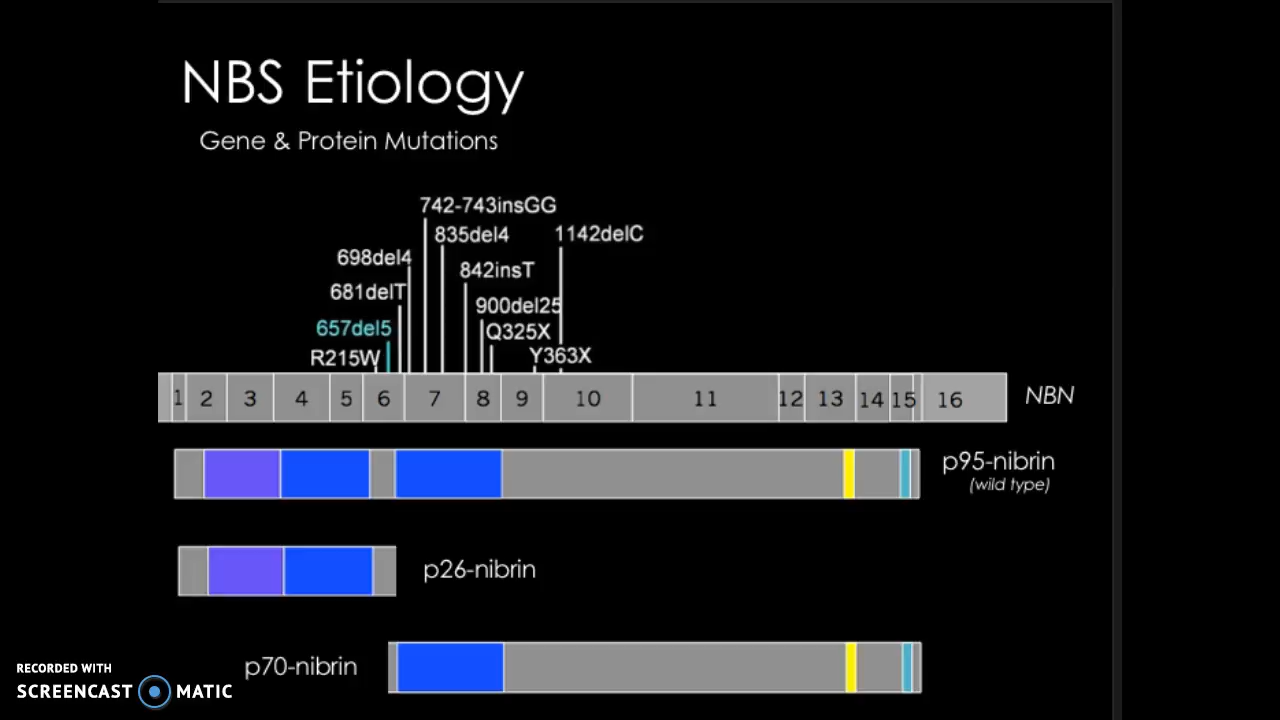 NBS Etiology
Gene & Protein Mutations
742-743insGG
835del4
1142delC
698del4
842insT
681delT
900del25
657del5
Q325X
R215W
Y363X
1 2 3 4 5 6 7 8 9 10 11 12 13 14 15 16 NBN
p95-nibrin
(wild type)
p26-nibrin
p70-nibrin
RECORDED WITH
SCREENCAST MATIC